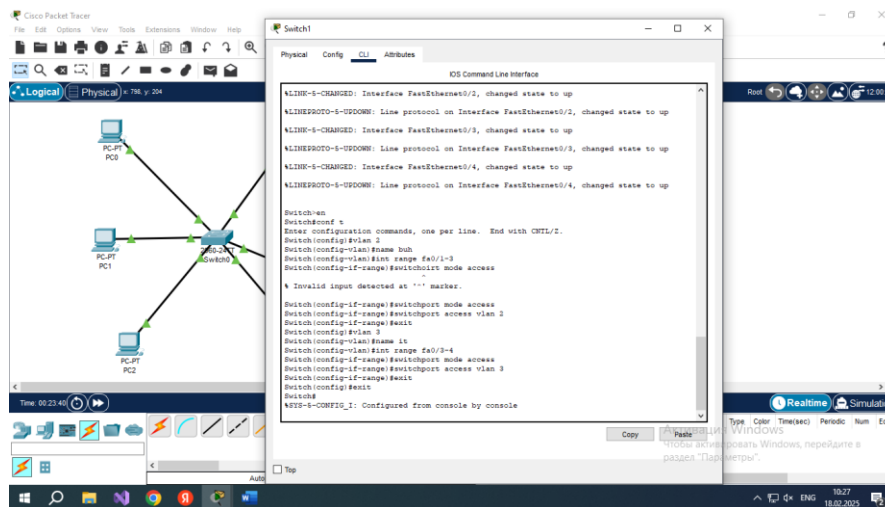 Cisco Packet Tracer
File Edit Options View Tools Extensions Window Help
Logical Physical x: 798, y: 204
Root 12:00
PC-PT
PC0
PC-PT
PC1
2960-24TT
Switch0
PC-PT
PC2
Switch1
Physical Config CLI Attributes
IOS Command Line Interface
%LINK-5-CHANGED: Interface FastEthernet0/2, changed state to up
%LINEPROTO-5-UPDOWN: Line protocol on Interface FastEthernet0/2, changed state to up
%LINK-5-CHANGED: Interface FastEthernet0/3, changed state to up
%LINEPROTO-5-UPDOWN: Line protocol on Interface FastEthernet0/3, changed state to up
%LINK-5-CHANGED: Interface FastEthernet0/4, changed state to up
%LINEPROTO-5-UPDOWN: Line protocol on Interface FastEthernet0/4, changed state to up
Switch>en
Switch#conf t
Enter configuration commands, one per line. End with CNTL/Z.
Switch(config)#vlan 2
Switch(config-vlan)#name buh
Switch(config-vlan)#int range fa0/1-3
Switch(config-if-range)#switchoirt mode access
^
% Invalid input detected at '^' marker.
Switch(config-if-range)#switchport mode access
Switch(config-if-range)#switchport access vlan 2
Switch(config-if-range)#exit
Switch(config)#vlan 3
Switch(config-vlan)#name it
Switch(config-vlan)#int range fa0/3-4
Switch(config-if-range)#switchport mode access
Switch(config-if-range)#switchport access vlan 3
Switch(config-if-range)#exit
Switch(config)#exit
Switch#
%SYS-5-CONFIG_I: Configured from console by console
Copy Paste
Top
Time: 00:23:40
Realtime Simulati
Type Color Time(sec) Periodic Num Ed
Auto
Активация Windows
Чтобы активировать Windows, перейдите в
раздел "Параметры".
ENG
10:27
18.02.2025